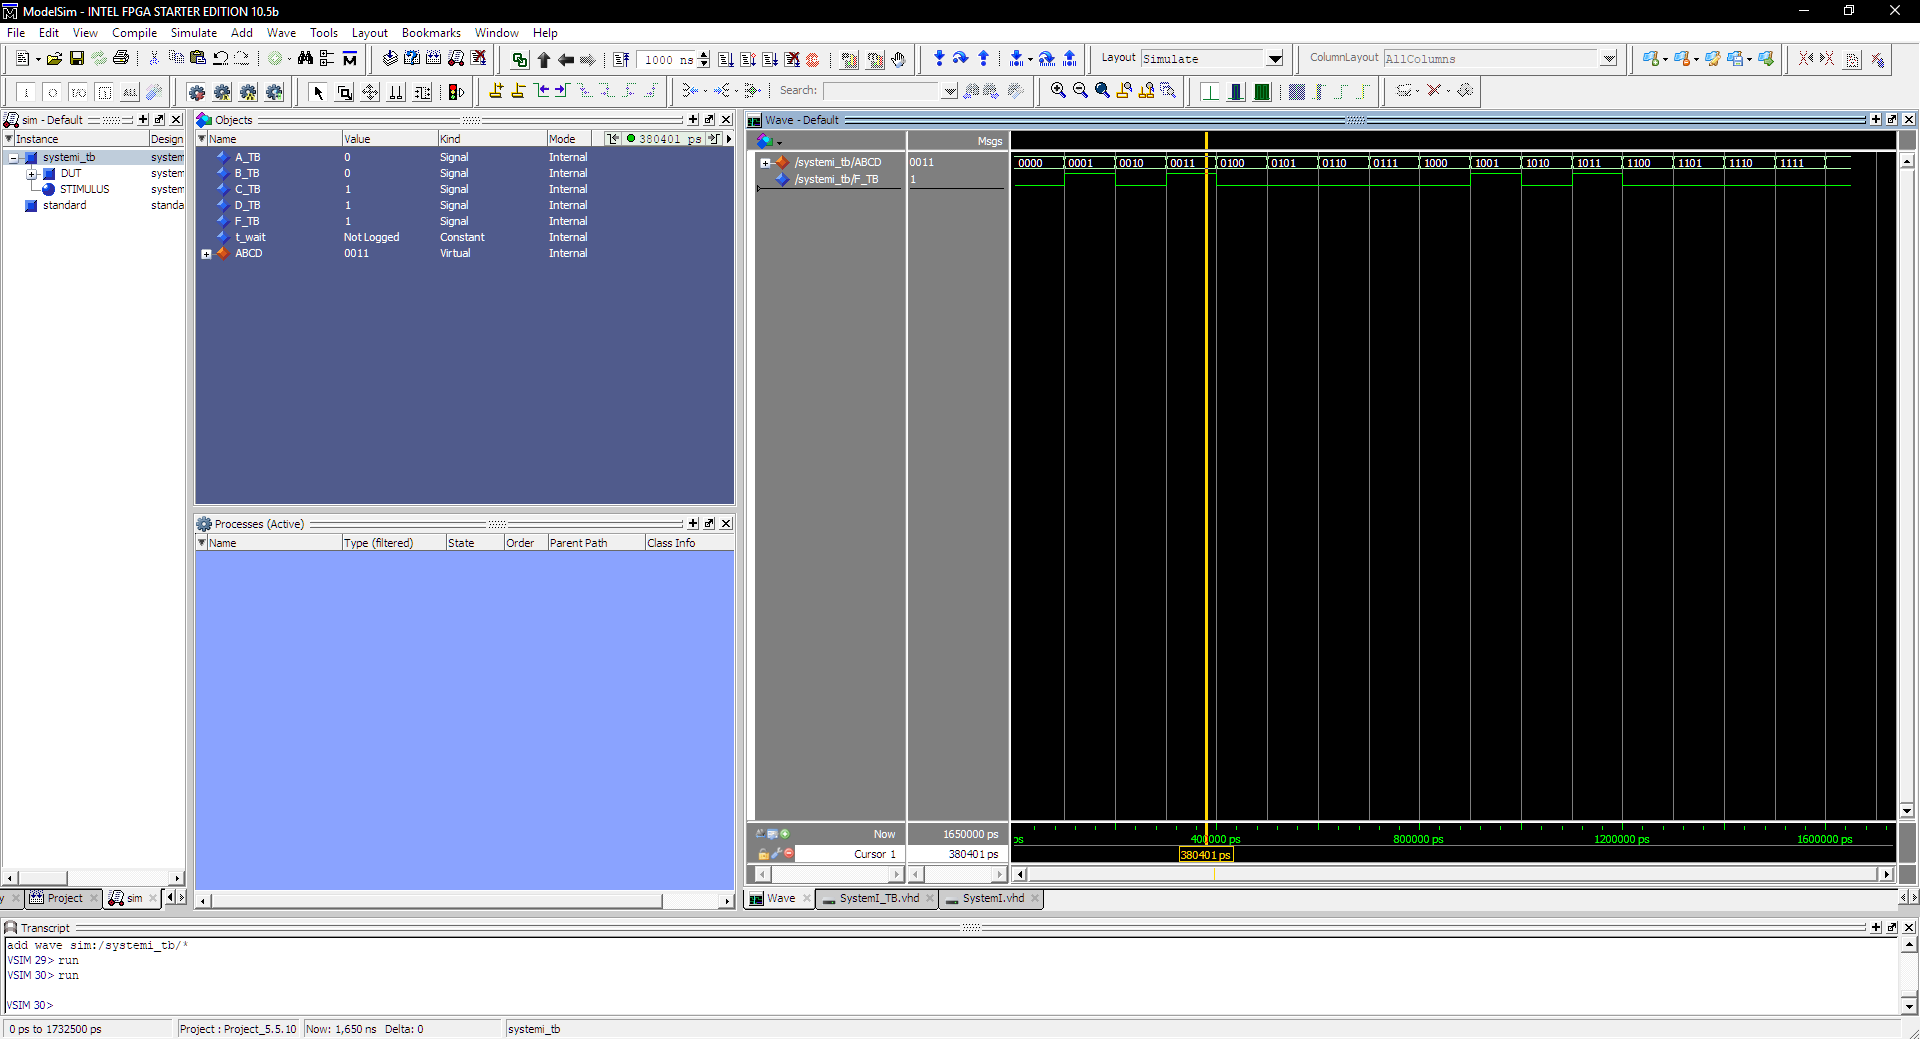 ModelSim - INTEL FPGA STARTER EDITION 10.5b
File Edit View Compile Simulate Add Wave Tools Layout Bookmarks Window Help
1000 ns
Layout Simulate
ColumnLayout AllColumns
ALL
Search:
sim - Default
Instance Design
systemi_tb system
DUT system
STIMULUS system
standard standa
Objects
Name Value Kind Mode 380401 ps
A_TB 0 Signal Internal
B_TB 0 Signal Internal
C_TB 1 Signal Internal
D_TB 1 Signal Internal
F_TB 1 Signal Internal
t_wait Not Logged Constant Internal
ABCD 0011 Virtual Internal
Processes (Active)
Name Type (filtered) State Order Parent Path Class Info
Wave - Default
Msgs
/systemi_tb/ABCD 0011 0000 0001 0010 0011 0100 0101 0110 0111 1000 1001 1010 1011 1100 1101 1110 1111
/systemi_tb/F_TB 1
Now 1650000 ps ps 400000 ps 800000 ps 1200000 ps 1600000 ps
Cursor 1 380401 ps 380401 ps
y Project sim
Wave SystemI_TB.vhd SystemI.vhd
Transcript
add wave sim:/systemi_tb/*
VSIM 29> run
VSIM 30> run
VSIM 30>
0 ps to 1732500 ps Project : Project_5.5.10 Now: 1,650 ns Delta: 0 systemi_tb